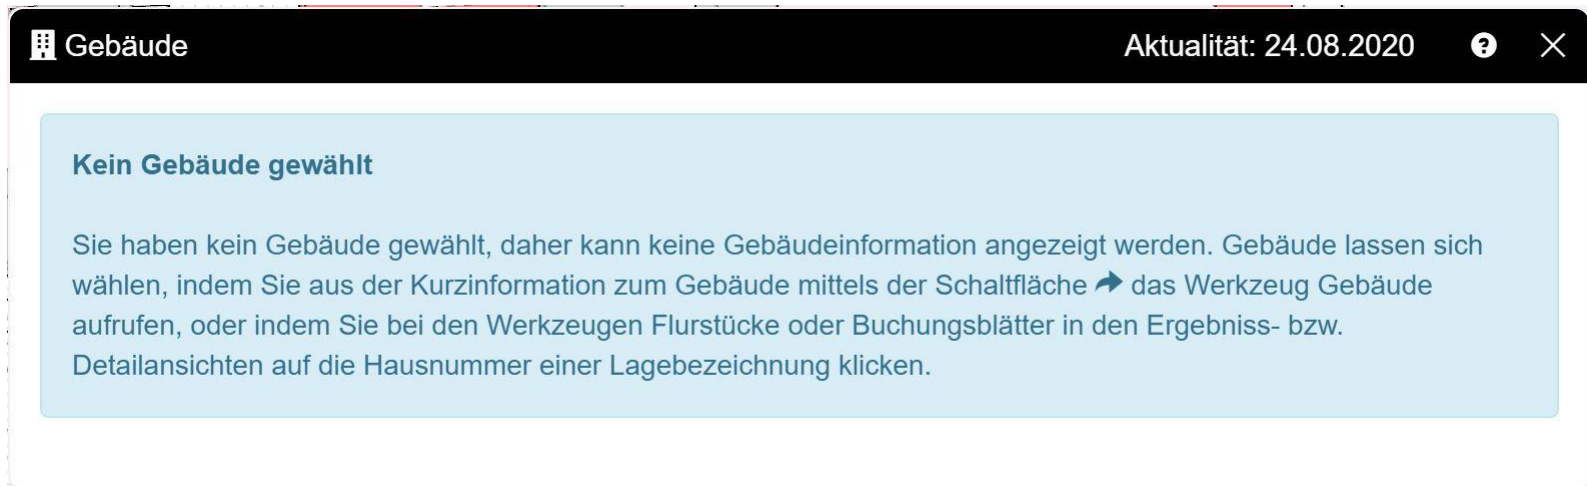 Gebäude
Aktualität: 24.08.2020
Kein Gebäude gewählt
Sie haben kein Gebäude gewählt, daher kann keine Gebäudeinformation angezeigt werden. Gebäude lassen sich
wählen, indem Sie aus der Kurzinformation zum Gebäude mittels der Schaltfläche das Werkzeug Gebäude
aufrufen, oder indem Sie bei den Werkzeugen Flurstücke oder Buchungsblätter in den Ergebniss- bzw.
Detailansichten auf die Hausnummer einer Lagebezeichnung klicken.